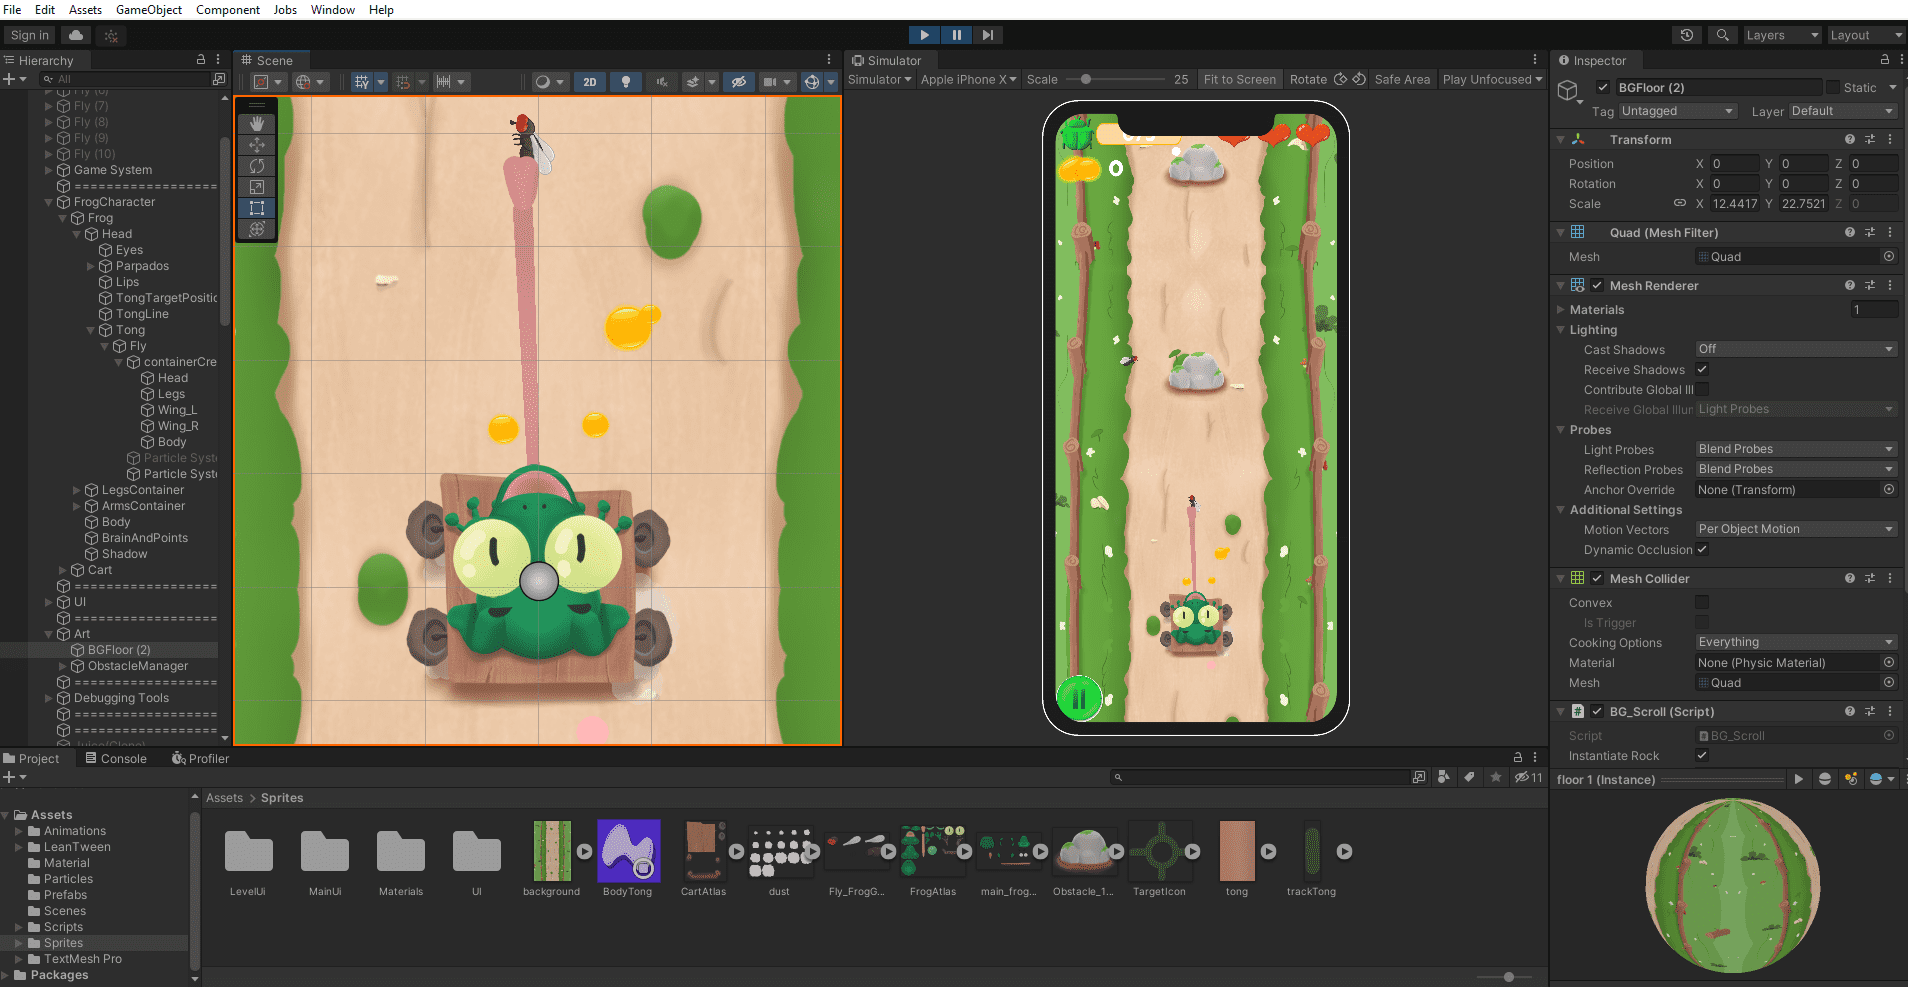 File Edit Assets GameObject Component Jobs Window Help
Sign in
Layers
Layout
Hierarchy
All
Fly (7)
Fly (8)
Fly (9)
Fly (10)
Game System
====================
FrogCharacter
Frog
Head
Eyes
Parpados
Lips
TongTargetPositic
TongLine
Tong
Fly
containerCre
Head
Legs
Wing_L
Wing_R
Body
Particle Syst
Particle Syst
LegsContainer
ArmsContainer
Body
BrainAndPoints
Shadow
Cart
====================
UI
====================
Art
BGFloor (2)
ObstacleManager
====================
Debugging Tools
====================
====================
Scene
2D
Simulator
Simulator Apple iPhone X Scale 25 Fit to Screen Rotate Safe Area Play Unfocused
0
Inspector
BGFloor (2) Static
Tag Untagged Layer Default
Transform
Position X 0 Y 0 Z 0
Rotation X 0 Y 0 Z 0
Scale X 12.4417 Y 22.7521 Z 0
Quad (Mesh Filter)
Mesh Quad
Mesh Renderer
Materials 1
Lighting
Cast Shadows Off
Receive Shadows
Contribute Global Ill
Receive Global Illur Light Probes
Probes
Light Probes Blend Probes
Reflection Probes Blend Probes
Anchor Override None (Transform)
Additional Settings
Motion Vectors Per Object Motion
Dynamic Occlusion
Mesh Collider
Convex
Is Trigger
Cooking Options Everything
Material None (Physic Material)
Mesh Quad
BG_Scroll (Script)
Script BG_Scroll
Instantiate Rock
floor 1 (Instance)
Project Console Profiler
11
Assets
Animations
LeanTween
Material
Particles
Prefabs
Scenes
Scripts
Sprites
TextMesh Pro
Packages
Assets > Sprites
LevelUi MainUi Materials UI background BodyTong CartAtlas dust Fly_FrogG... FrogAtlas main_frog... Obstacle_1... TargetIcon tong trackTong